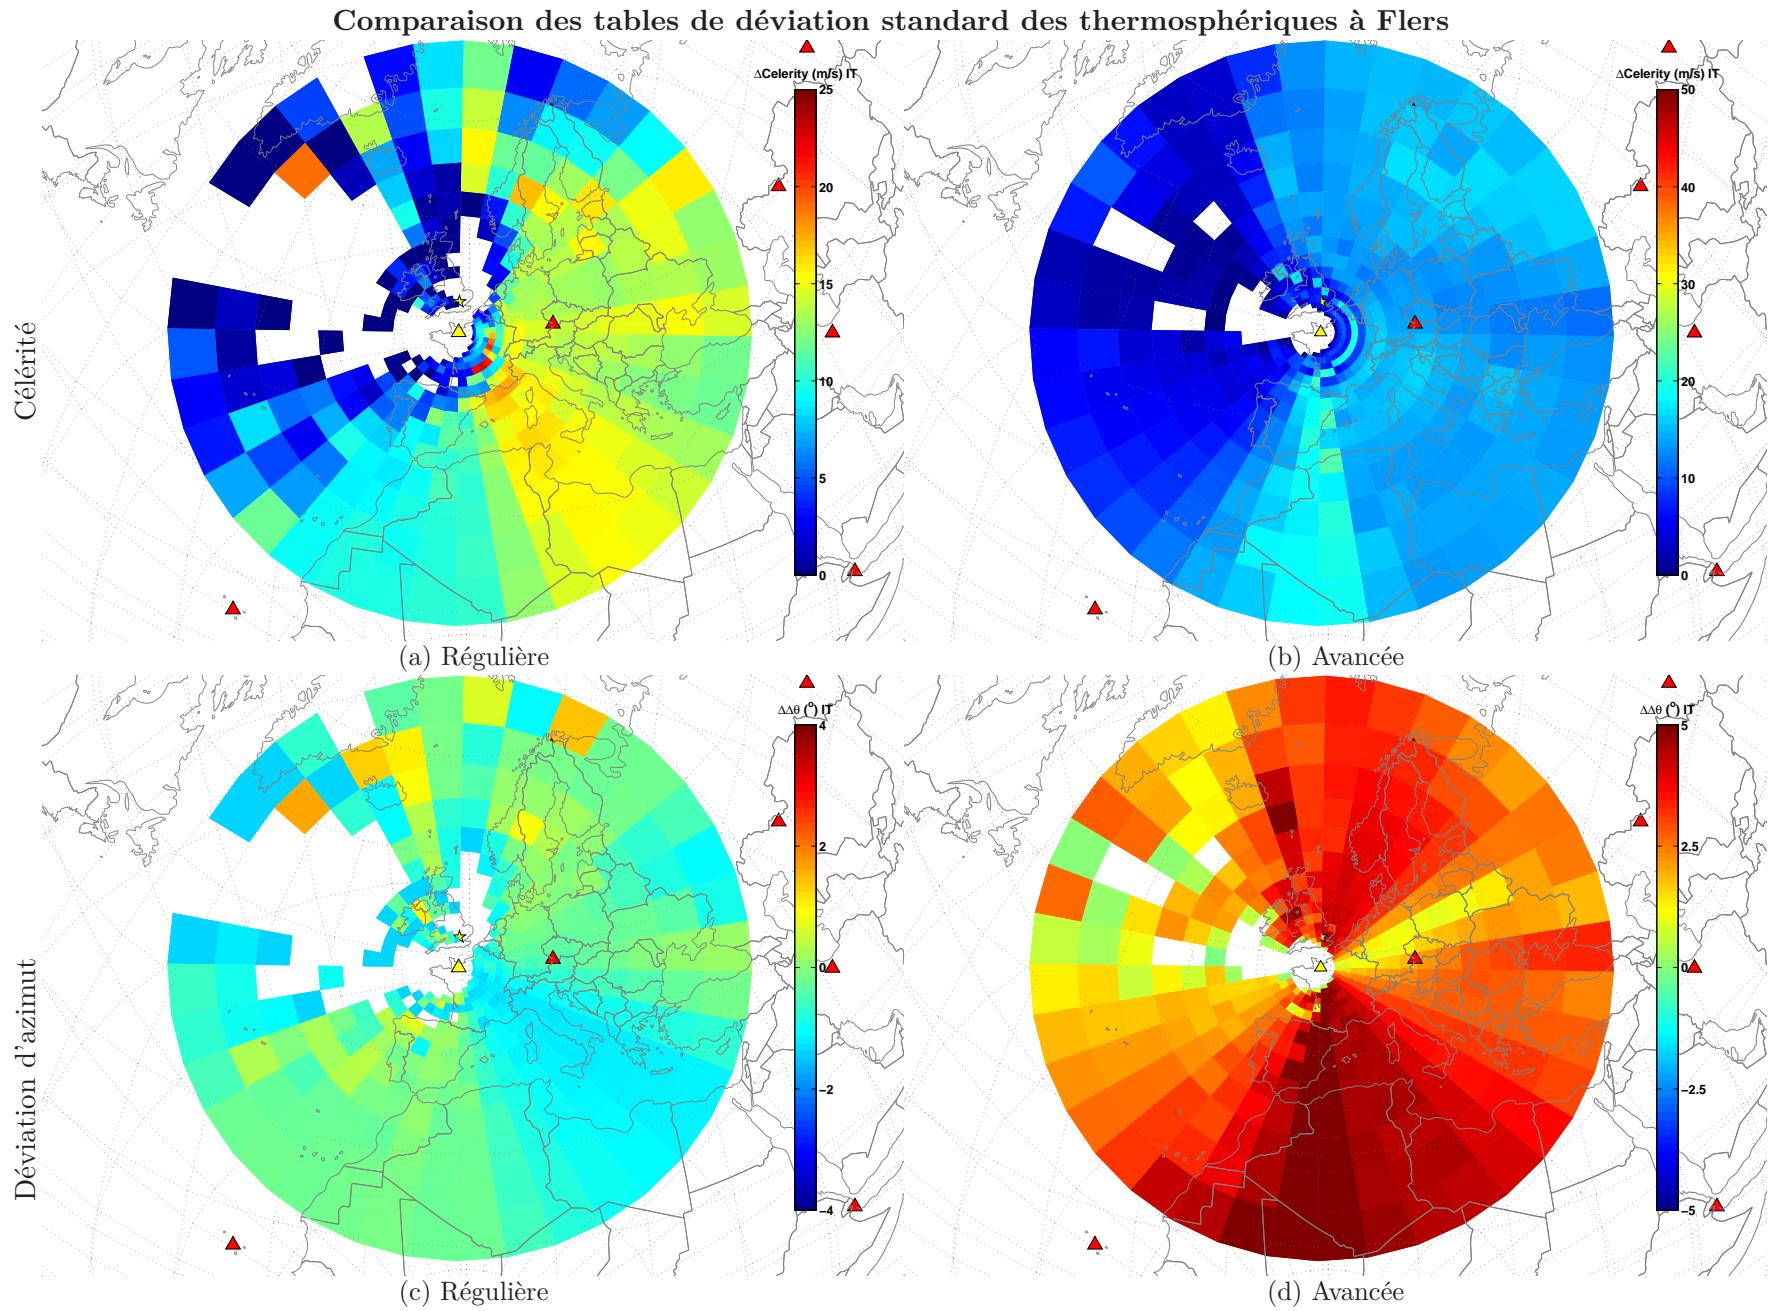 Comparaison des tables de déviation standard des thermosphériques à Flers
Célérité
ΔCelerity (m/s) IT
25
20
15
10
5
0
ΔCelerity (m/s) IT
50
40
30
20
10
0
(a) Régulière
(b) Avancée
Déviation d'azimut
ΔΔθ (°) IT
4
2
0
−2
−4
ΔΔθ (°) IT
5
2.5
0
−2.5
−5
(c) Régulière
(d) Avancée